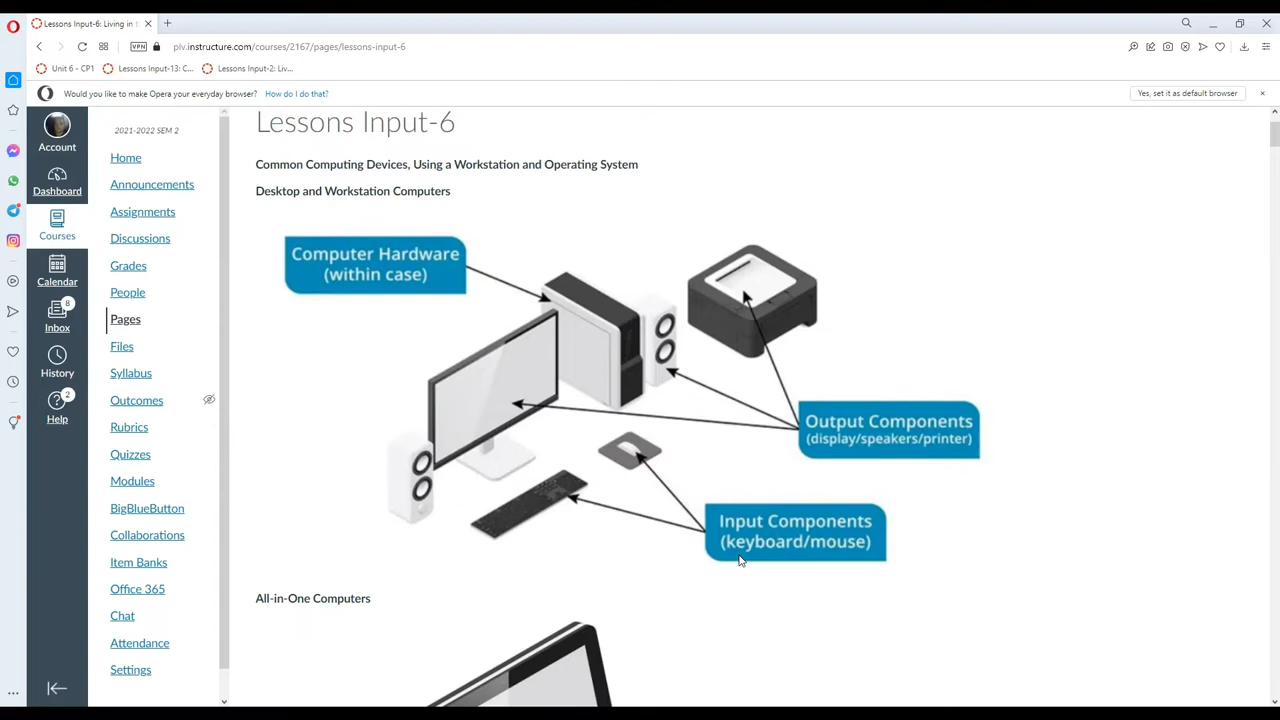 Lessons Input-6: Living in t
VPN
plv.instructure.com/courses/2167/pages/lessons-input-6
Unit 6 - CP1
Lessons Input-13: C...
Lessons Input-2: Liv...
Would you like to make Opera your everyday browser?
How do I do that?
Yes, set it as default browser
Account
Dashboard
Courses
Calendar
8
Inbox
History
2
Help
2021-2022 SEM 2
Home
Announcements
Assignments
Discussions
Grades
People
Pages
Files
Syllabus
Outcomes
Rubrics
Quizzes
Modules
BigBlueButton
Collaborations
Item Banks
Office 365
Chat
Attendance
Settings
Lessons Input-6
Common Computing Devices, Using a Workstation and Operating System
Desktop and Workstation Computers
Computer Hardware
(within case)
Output Components
(display/speakers/printer)
Input Components
(keyboard/mouse)
All-in-One Computers